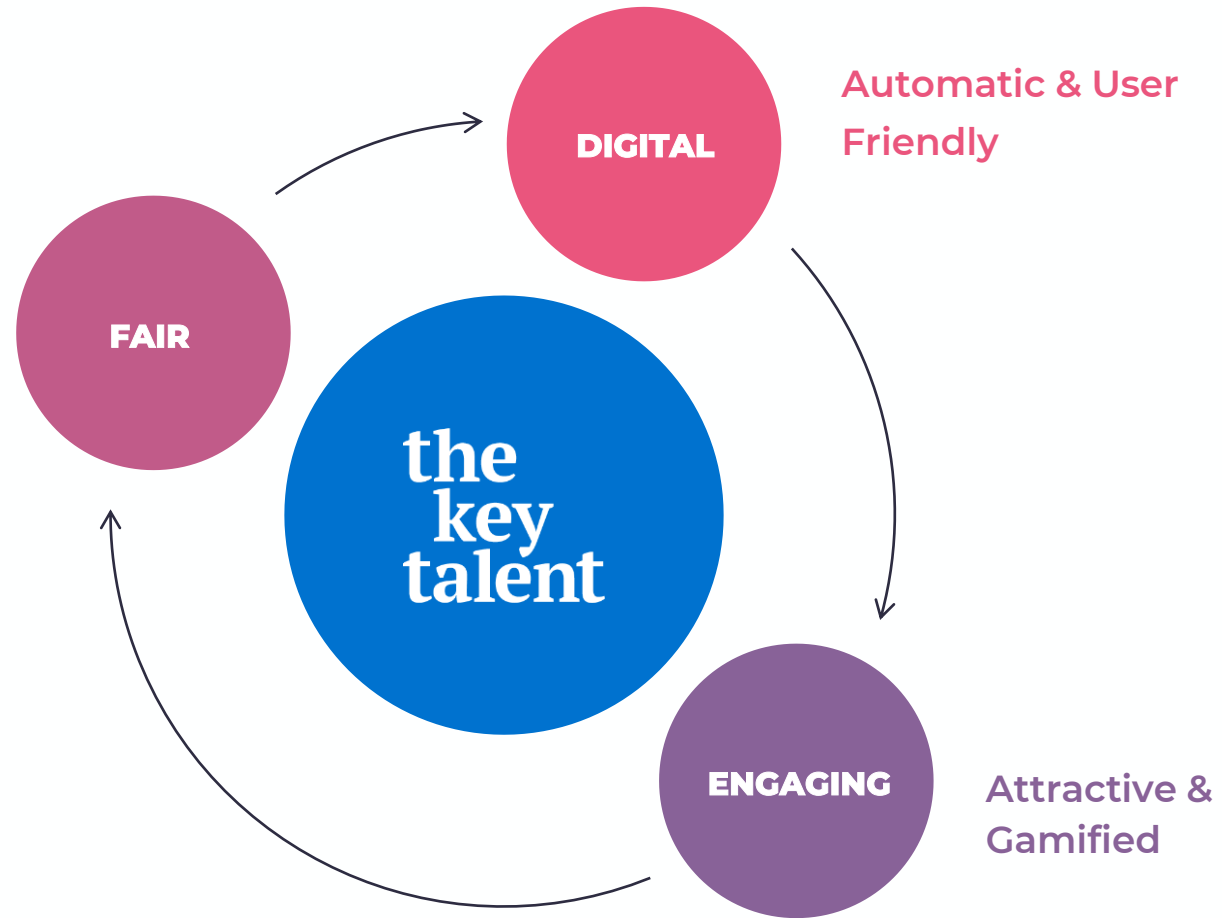 DIGITAL
Automatic & User
Friendly
FAIR
the
key
talent
ENGAGING
Attractive &
Gamified